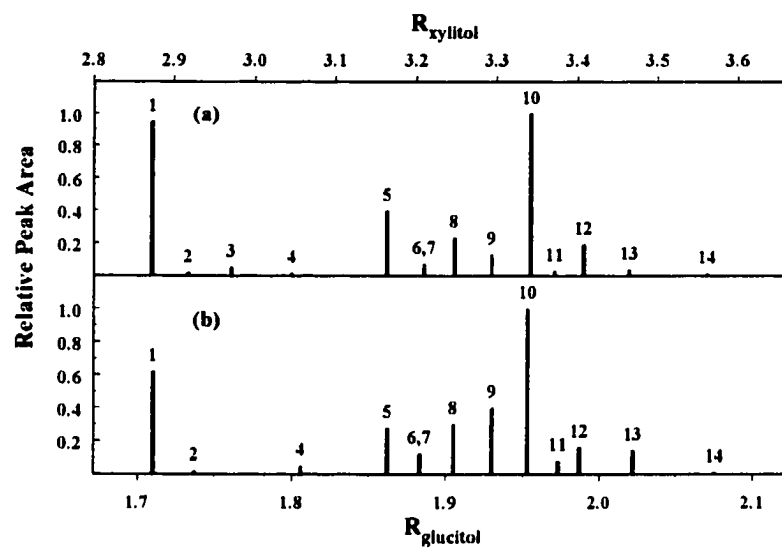 R_xylitol
2.8 2.9 3.0 3.1 3.2 3.3 3.4 3.5 3.6
Relative Peak Area
(a)
1.0
0.8
0.6
0.4
0.2
1 2 3 4 5 6,7 8 9 10 11 12 13 14
(b)
1.0
0.8
0.6
0.4
0.2
1 2 4 5 6,7 8 9 10 11 12 13 14
1.7 1.8 1.9 2.0 2.1
R_glucitol